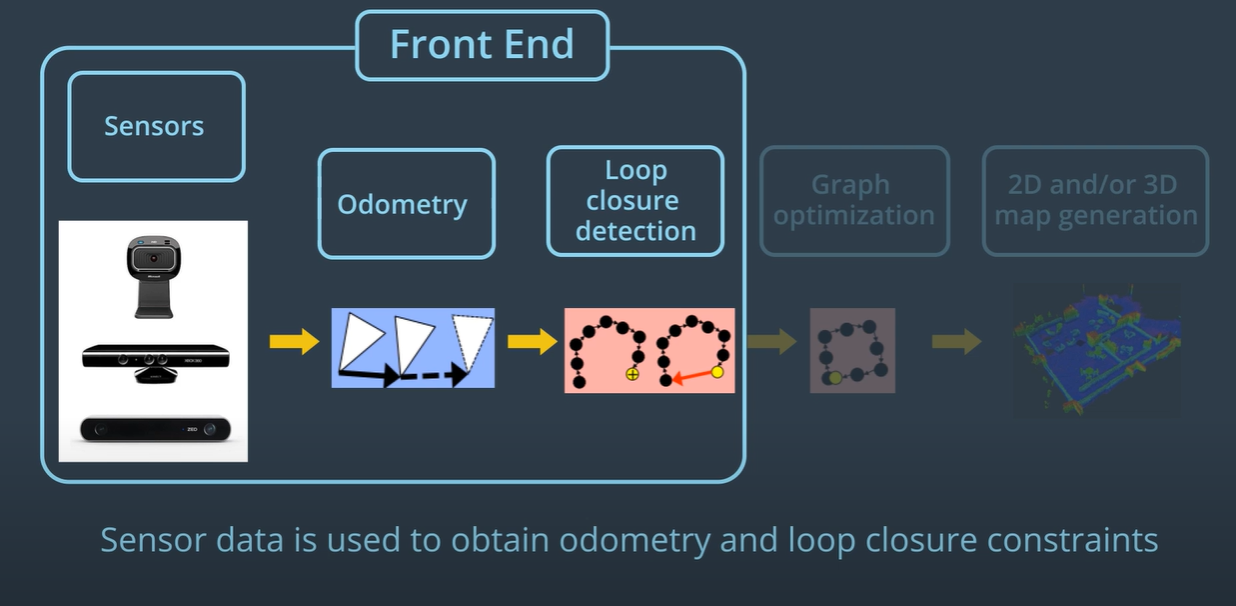 Front End
Sensors
Odometry
Loop
closure
detection
Graph
optimization
2D and/or 3D
map generation
XBOX 360
ZED
Sensor data is used to obtain odometry and loop closure constraints